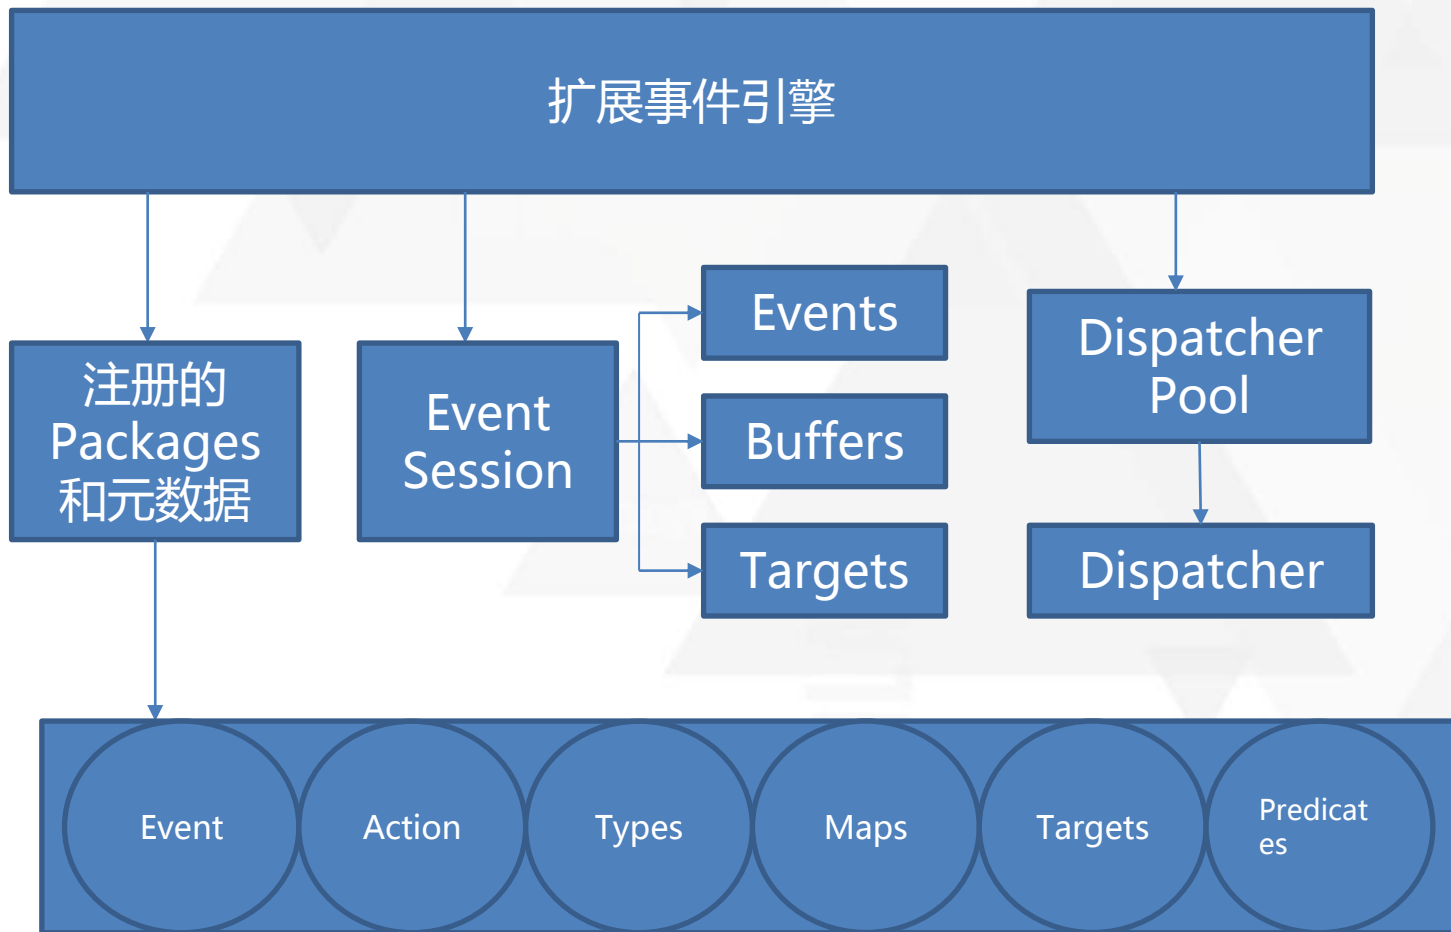 扩展事件引擎
注册的
Packages
和元数据
Event
Session
Events
Buffers
Targets
Dispatcher
Pool
Dispatcher
Event
Action
Types
Maps
Targets
Predicat
es